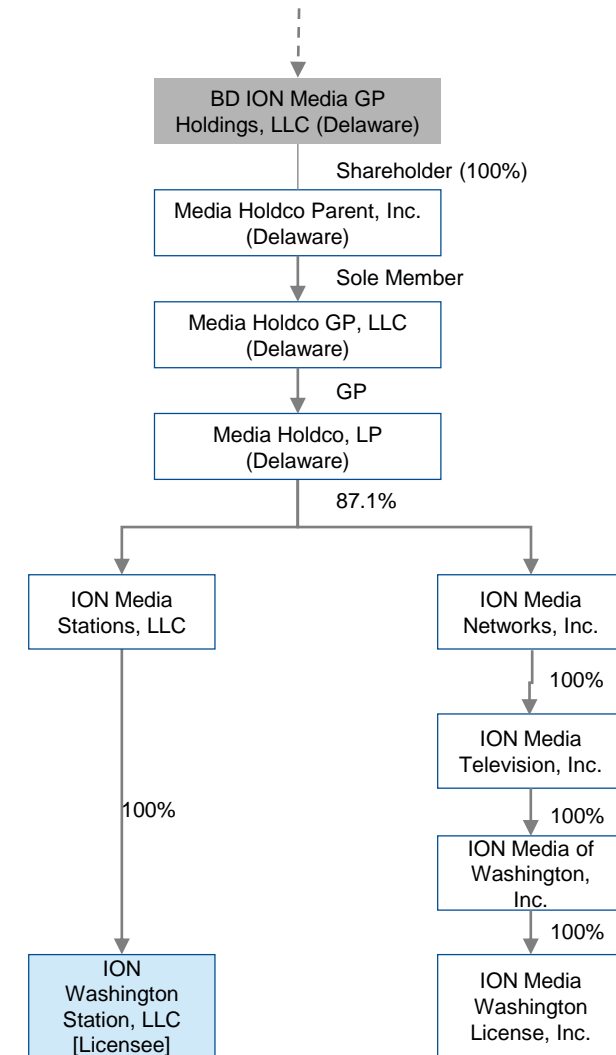 BD ION Media GP
Holdings, LLC (Delaware)
Shareholder (100%)
Media Holdco Parent, Inc.
(Delaware)
Sole Member
Media Holdco GP, LLC
(Delaware)
GP
Media Holdco, LP
(Delaware)
87.1%
ION Media
Stations, LLC
ION Media
Networks, Inc.
100%
ION Media
Television, Inc.
100%
100%
ION Media of
Washington,
Inc.
100%
ION
Washington
Station, LLC
[Licensee]
ION Media
Washington
License, Inc.